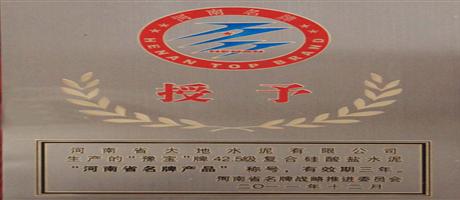 河南名牌
HENAN
HENAN TOP BRAND
授予
河南省大地水泥有限公司
生产的“豫宝”牌42.5级复合硅酸盐水泥
“河南省名牌产品”称号，有效期三年。
河南省名牌战略推进委员会
二〇一一年十二月